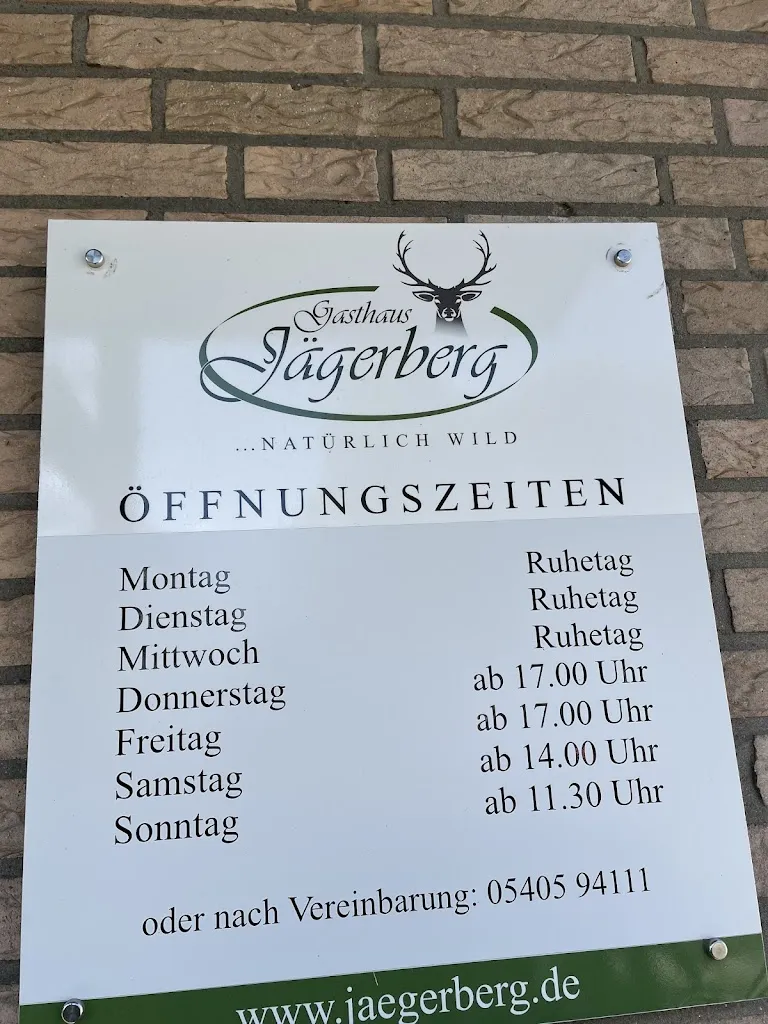 Gasthaus
Jägerberg
...NATÜRLICH WILD
ÖFFNUNGSZEITEN
Montag Ruhetag
Dienstag Ruhetag
Mittwoch Ruhetag
Donnerstag ab 17.00 Uhr
Freitag ab 17.00 Uhr
Samstag ab 14.00 Uhr
Sonntag ab 11.30 Uhr
oder nach Vereinbarung: 05405 94111
www.jaegerberg.de